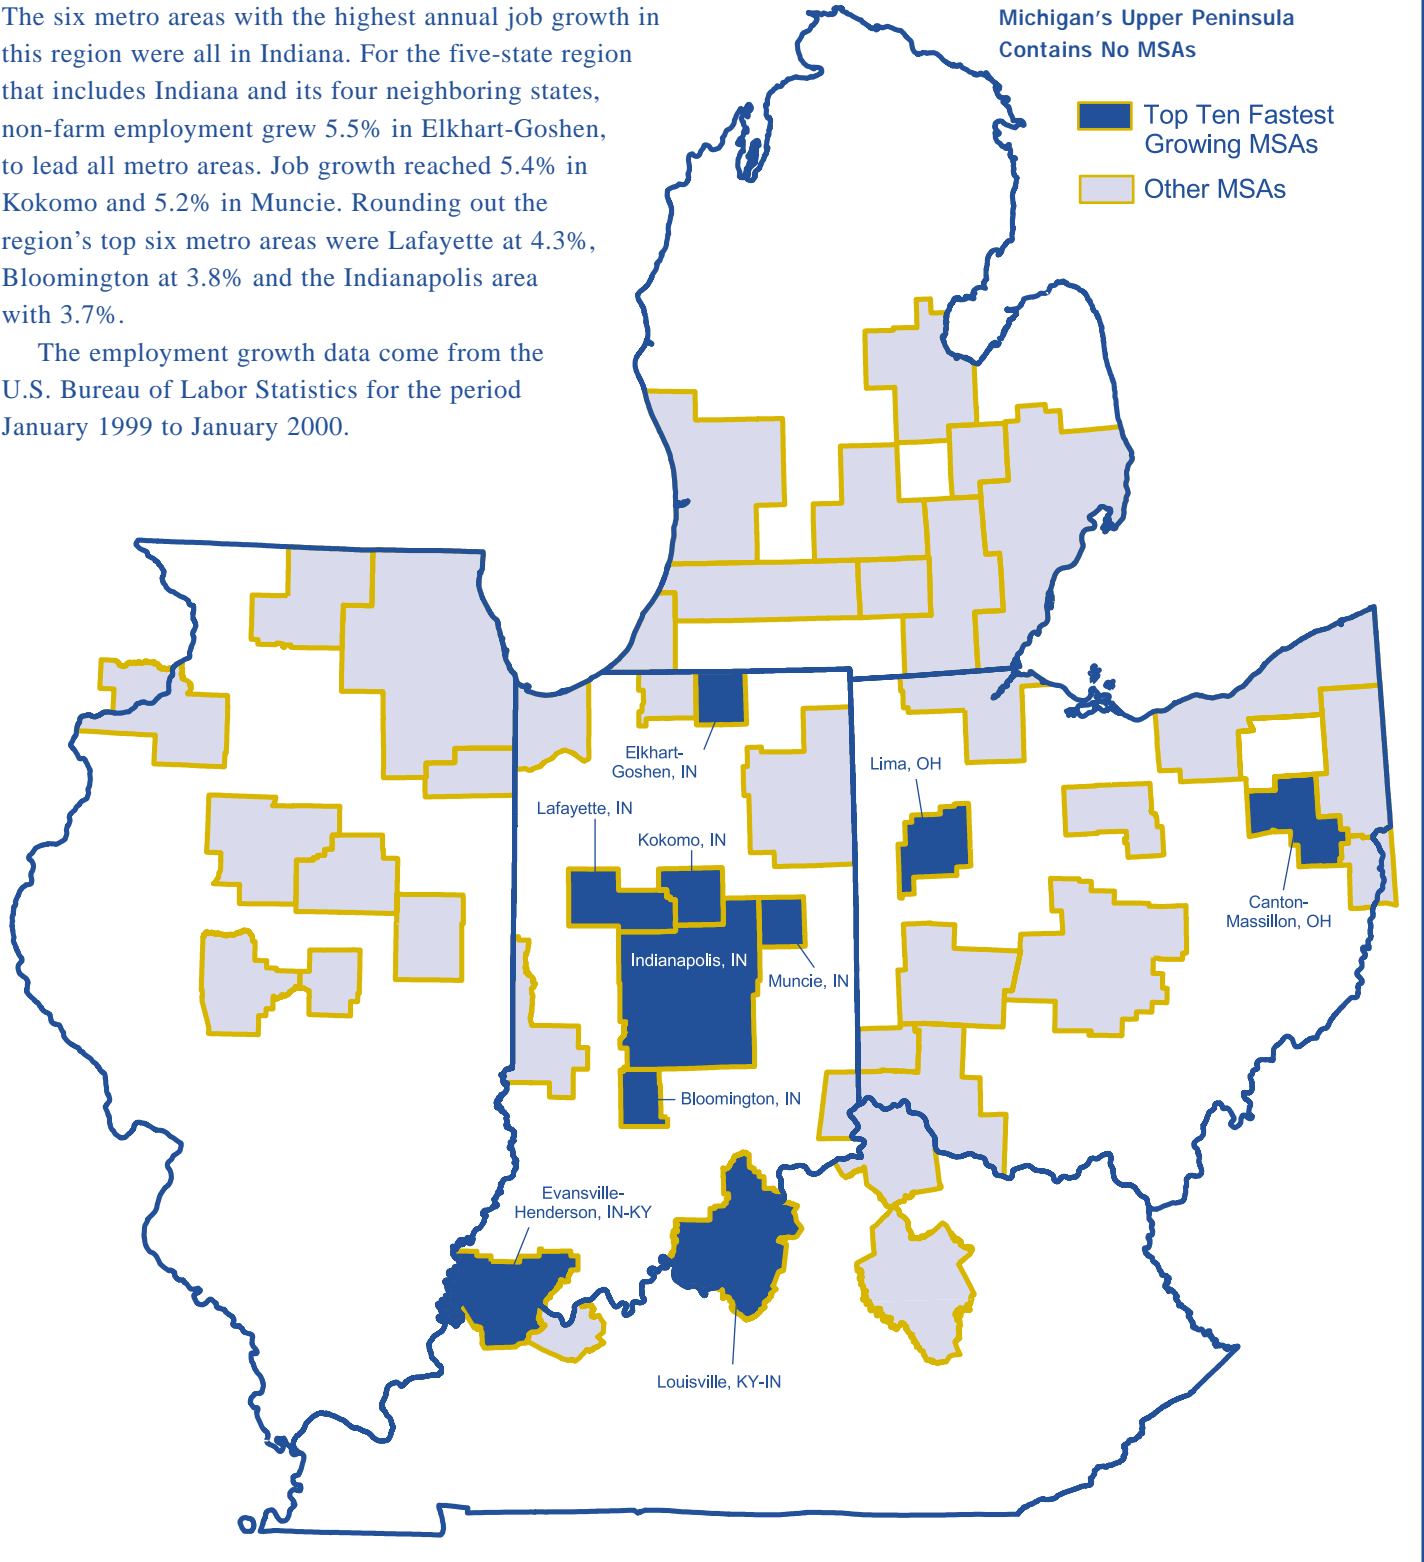 The six metro areas with the highest annual job growth in
this region were all in Indiana. For the five-state region
that includes Indiana and its four neighboring states,
non-farm employment grew 5.5% in Elkhart-Goshen,
to lead all metro areas. Job growth reached 5.4% in
Kokomo and 5.2% in Muncie. Rounding out the
region's top six metro areas were Lafayette at 4.3%,
Bloomington at 3.8% and the Indianapolis area
with 3.7%.
The employment growth data come from the
U.S. Bureau of Labor Statistics for the period
January 1999 to January 2000.
Michigan's Upper Peninsula
Contains No MSAs
Top Ten Fastest
Growing MSAs
Other MSAs
Elkhart-
Goshen, IN
Lima, OH
Lafayette, IN
Kokomo, IN
Canton-
Massillon, OH
Indianapolis, IN
Muncie, IN
Bloomington, IN
Evansville-
Henderson, IN-KY
Louisville, KY-IN